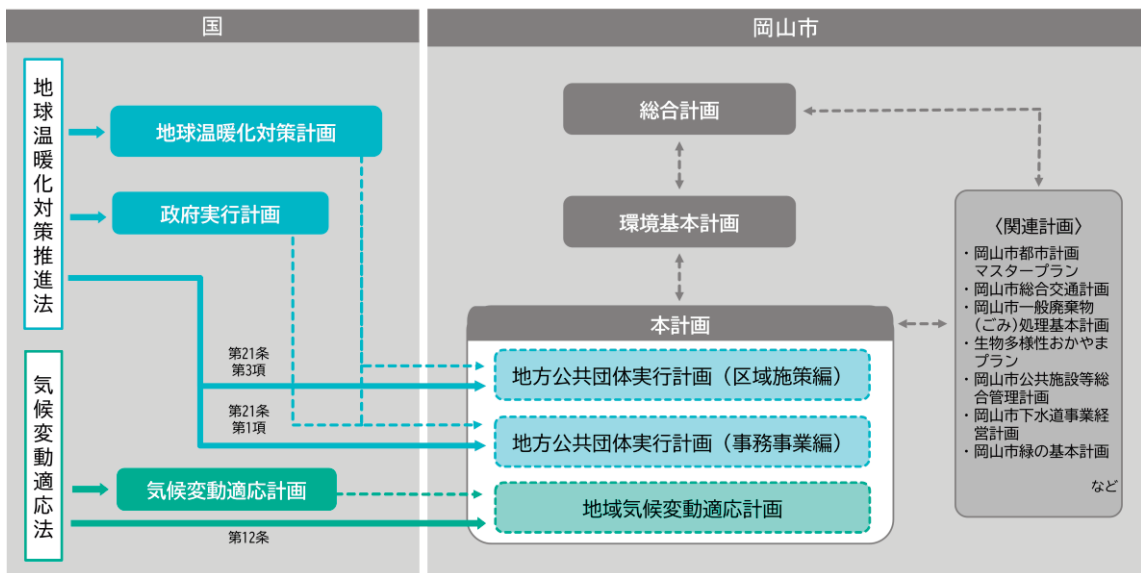 国
地球温暖化対策推進法
地球温暖化対策計画
政府実行計画
第21条
第3項
第21条
第1項
気候変動適応法
気候変動適応計画
第12条
岡山市
総合計画
環境基本計画
本計画
地方公共団体実行計画（区域施策編）
地方公共団体実行計画（事務事業編）
地域気候変動適応計画
〈関連計画〉
・岡山市都市計画
マスタープラン
・岡山市総合交通計画
・岡山市一般廃棄物
(ごみ)処理基本計画
・生物多様性おかやま
プラン
・岡山市公共施設等総
合管理計画
・岡山市下水道事業経
営計画
・岡山市緑の基本計画
など